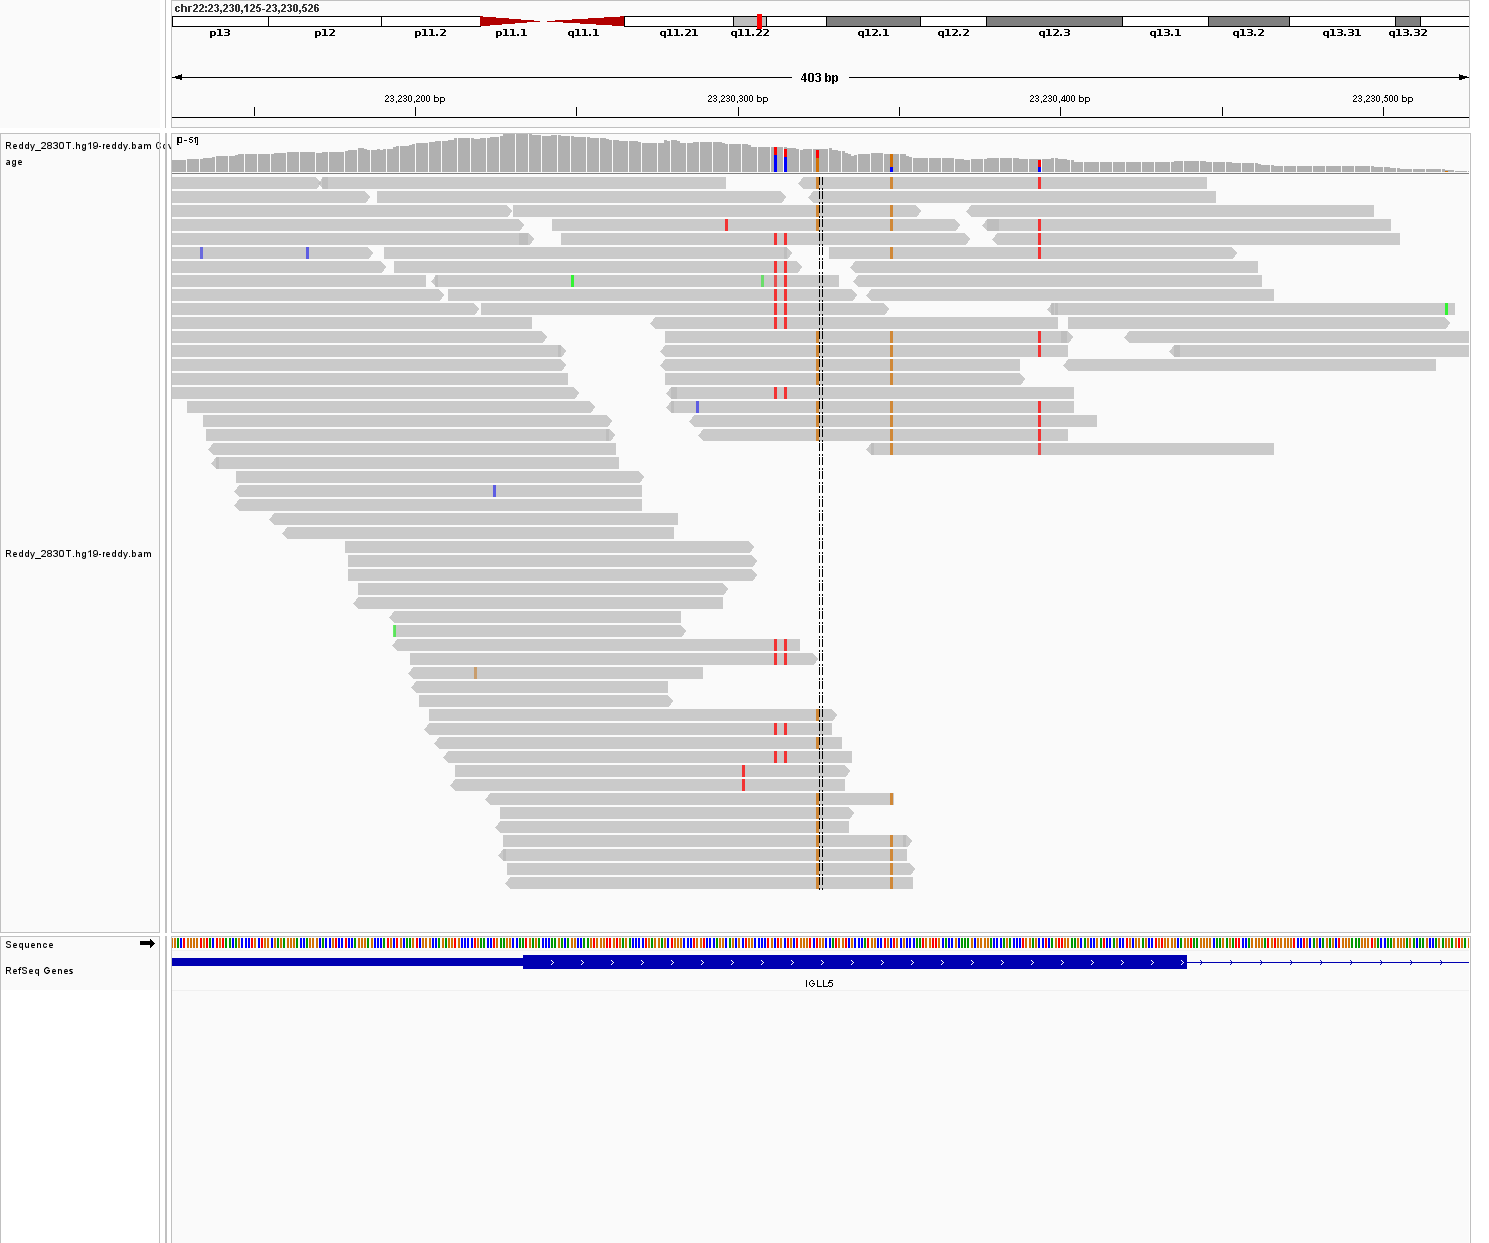 chr22:23,230,125-23,230,526
p13 p12 p11.2 p11.1 q11.1 q11.21 q11.22 q12.1 q12.2 q12.3 q13.1 q13.2 q13.31 q13.32
403 bp
23,230,200 bp 23,230,300 bp 23,230,400 bp 23,230,500 bp
[0-51]
Reddy_2830T.hg19-reddy.bam Cov
age
Reddy_2830T.hg19-reddy.bam
Sequence
RefSeq Genes
IGLL5